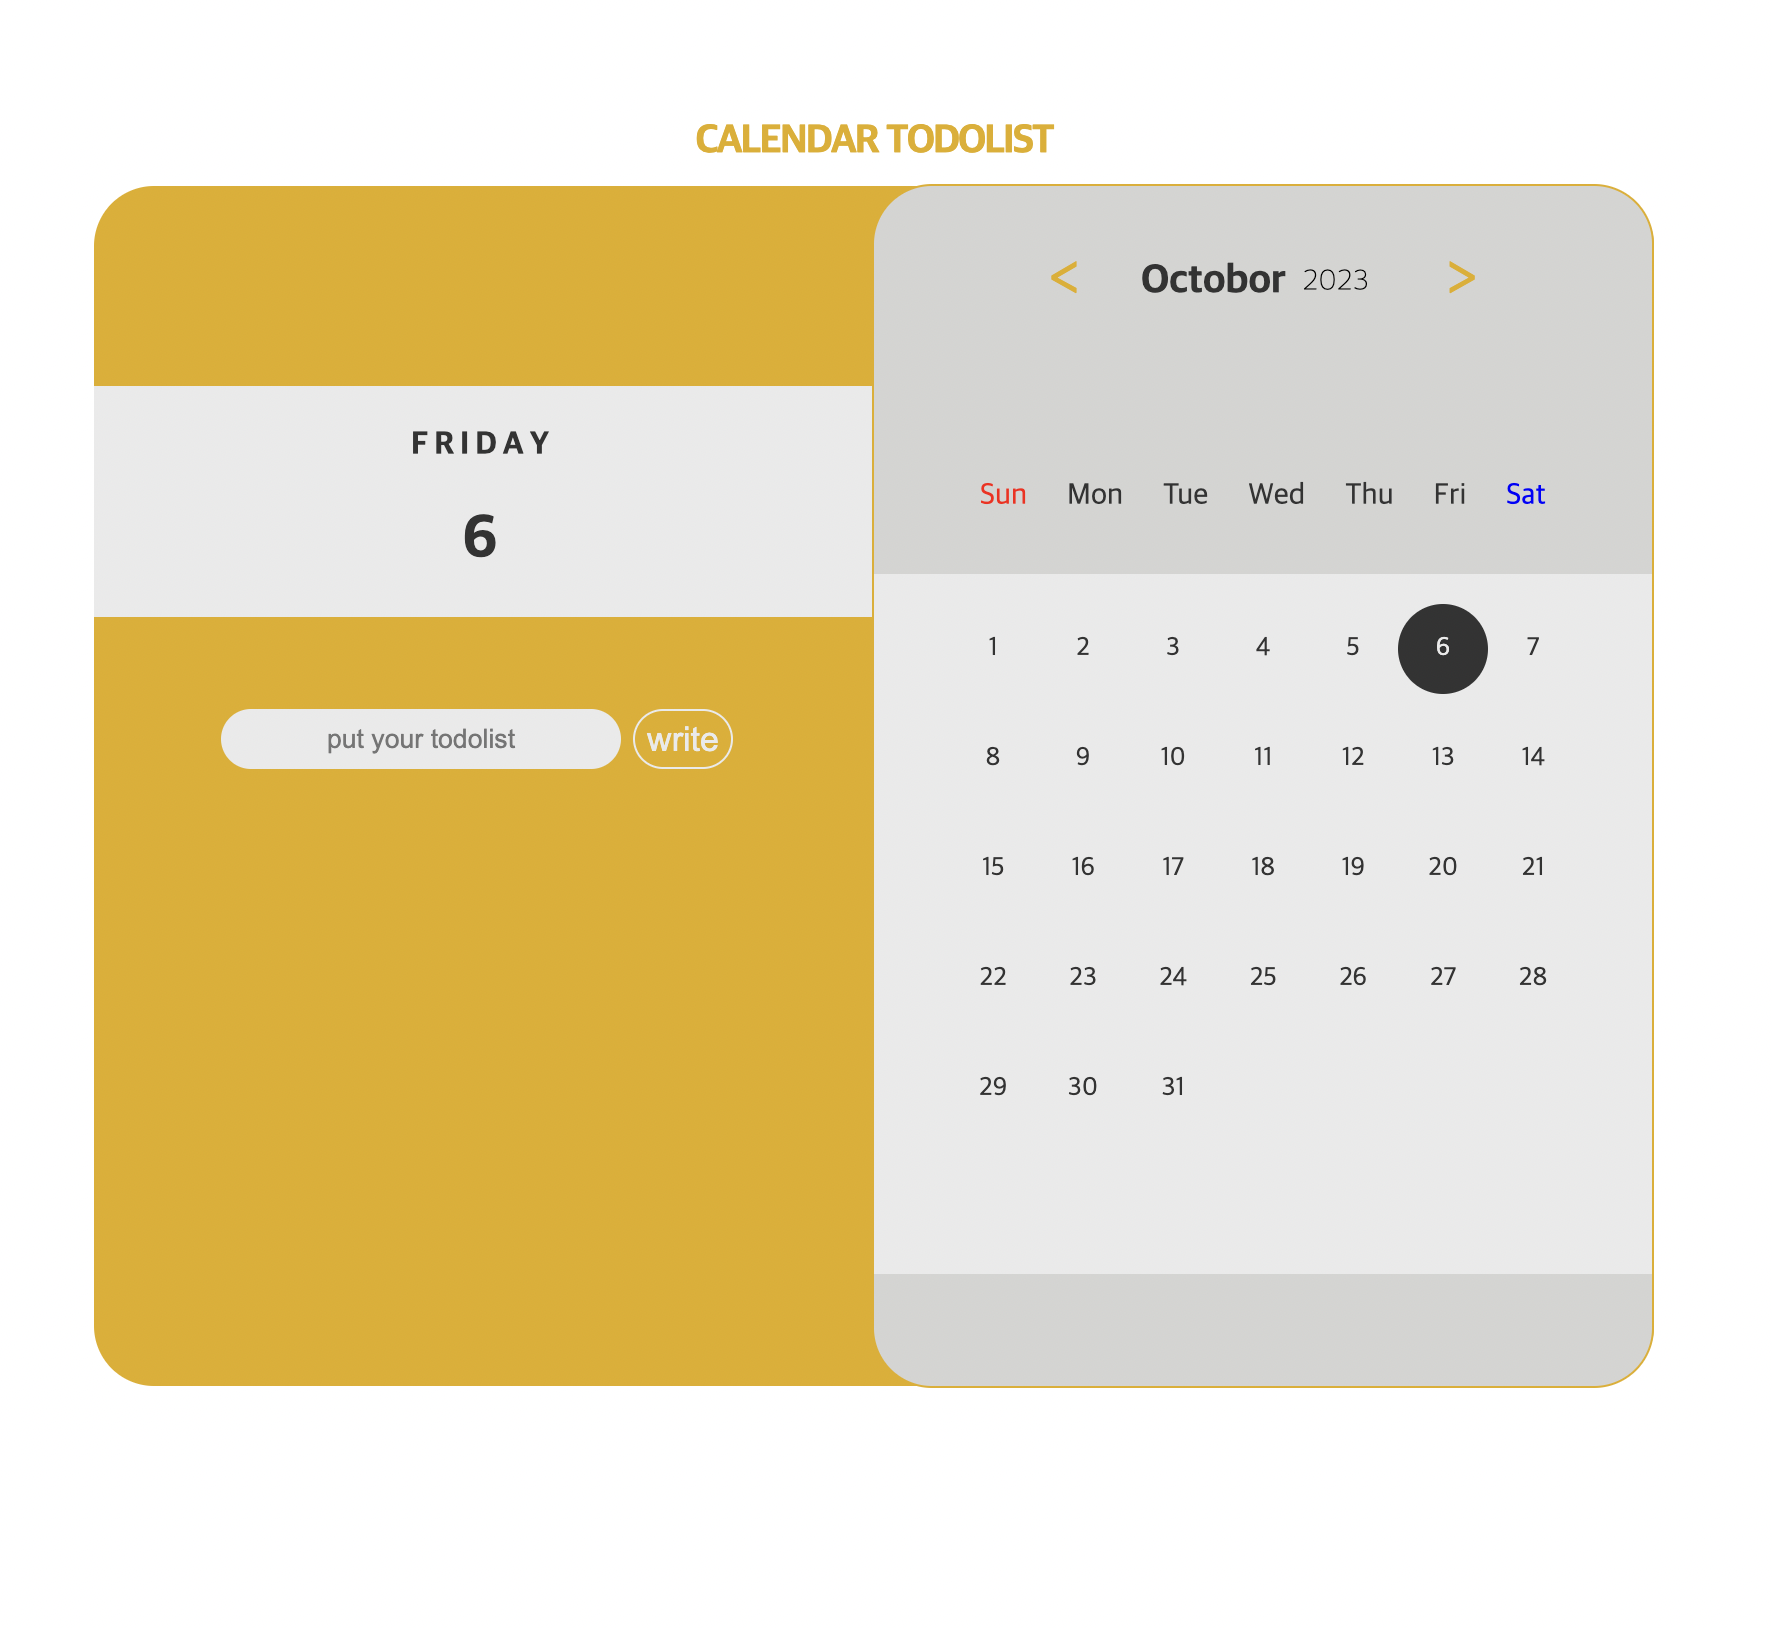 CALENDAR TODOLIST
FRIDAY
6
put your todolist write
< Octobor 2023 >
Sun Mon Tue Wed Thu Fri Sat
1 2 3 4 5 6 7
8 9 10 11 12 13 14
15 16 17 18 19 20 21
22 23 24 25 26 27 28
29 30 31